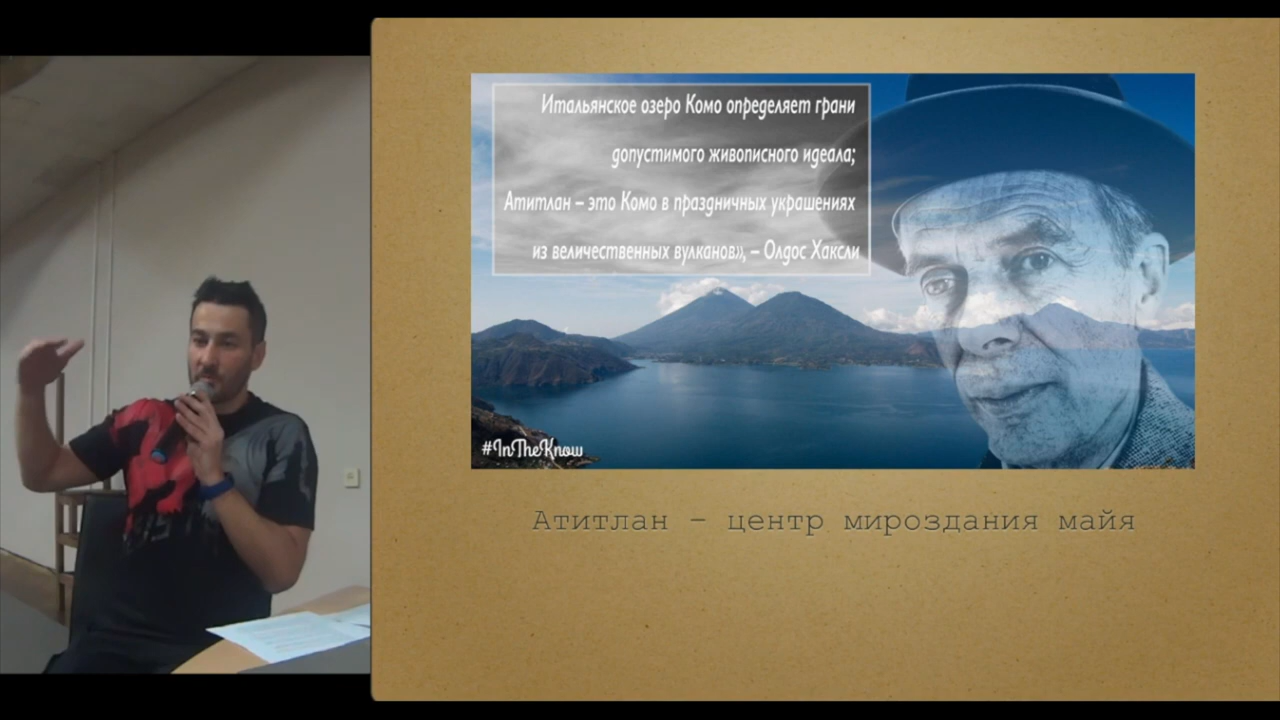 Итальянское озеро Комо определяет грани
допустимого живописного идеала;
Атитлан – это Комо в праздничных украшениях
из величественных вулканов», – Олдос Хаксли
#InTheKnow
Атитлан - центр мироздания майя